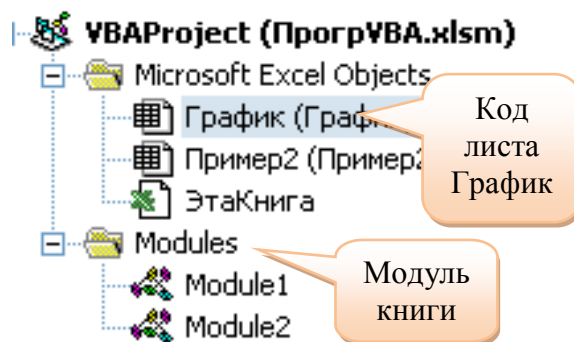 VBAProject (ПрогрVBA.xlsm)
Microsoft Excel Objects
График (Граф
Пример2 (Пример2
ЭтаКнига
Modules
Module1
Module2
Код
листа
График
Модуль
книги